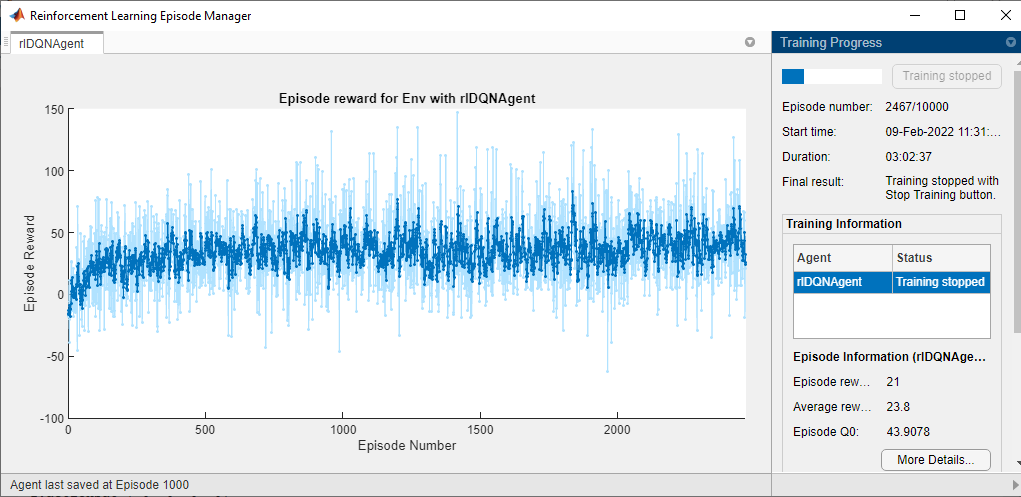 Reinforcement Learning Episode Manager
rlDQNAgent
Episode reward for Env with rlDQNAgent
150
100
50
0
-50
-100
Episode Reward
0
500
1000
1500
2000
Episode Number
Agent last saved at Episode 1000
Training Progress
Training stopped
Episode number: 2467/10000
Start time: 09-Feb-2022 11:31:...
Duration: 03:02:37
Final result: Training stopped with
Stop Training button.
Training Information
Agent Status
rlDQNAgent Training stopped
Episode Information (rlDQNAge...
Episode rew... 21
Average rew... 23.8
Episode Q0: 43.9078
More Details...